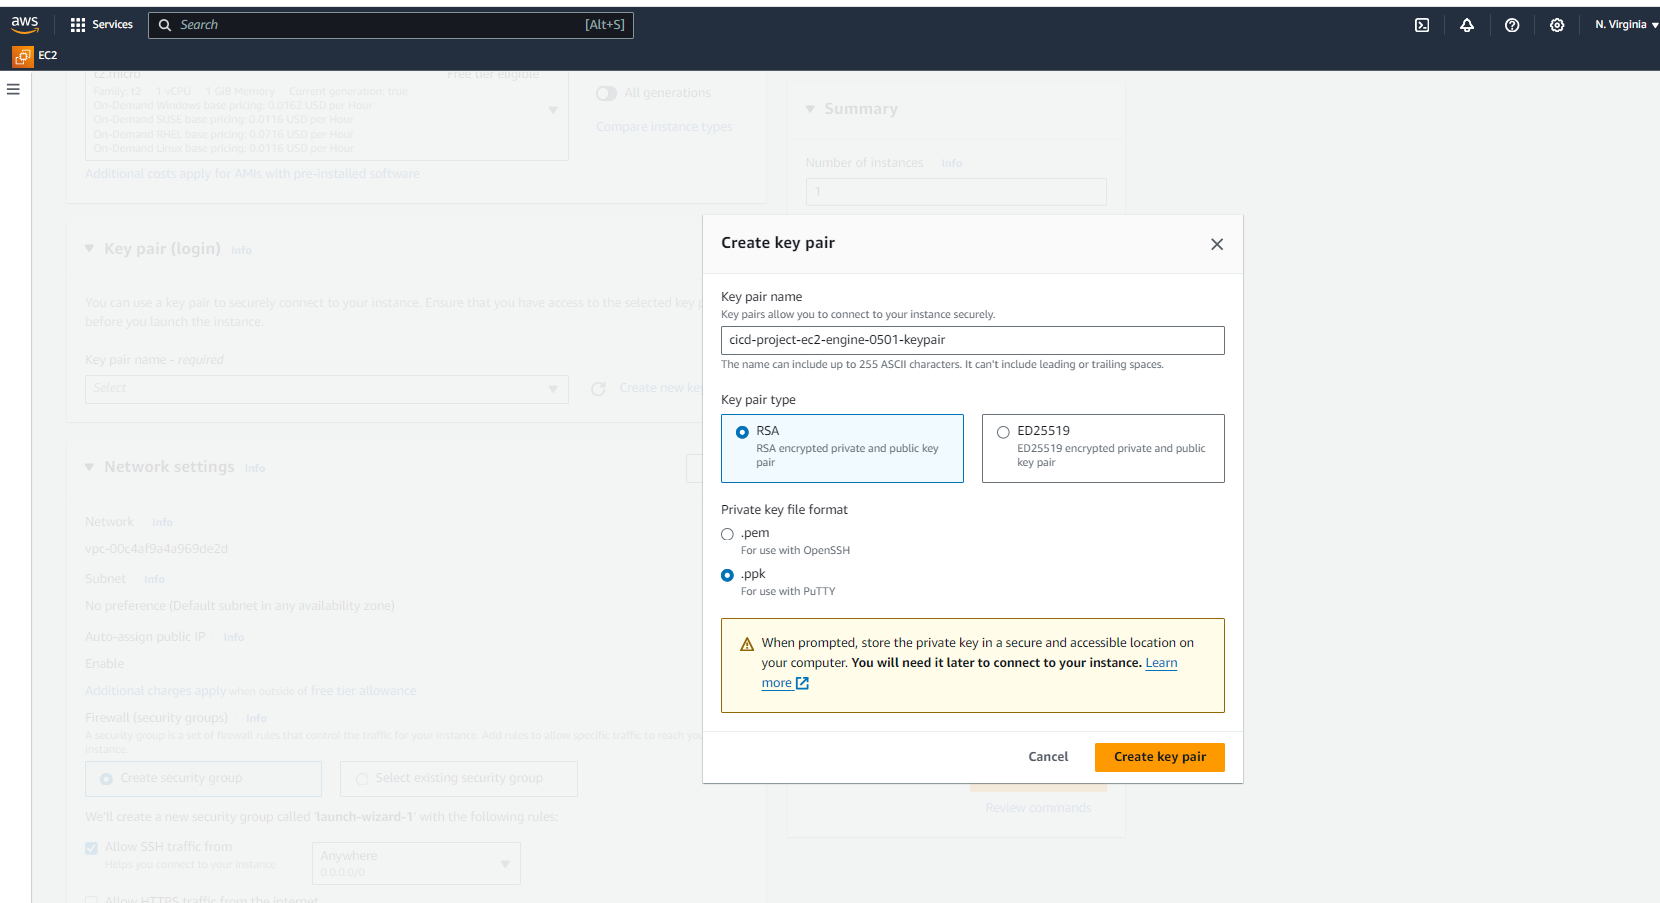 aws
Services
Search
[Alt+S]
N. Virginia
EC2
t2.micro
Free tier eligible
Family: t2 1 vCPU 1 GiB Memory Current generation: true
On-Demand Windows base pricing: 0.0162 USD per Hour
On-Demand SUSE base pricing: 0.0116 USD per Hour
On-Demand RHEL base pricing: 0.0716 USD per Hour
On-Demand Linux base pricing: 0.0116 USD per Hour
All generations
Compare instance types
Additional costs apply for AMIs with pre-installed software
Summary
Number of instances Info
1
Key pair (login) Info
You can use a key pair to securely connect to your instance. Ensure that you have access to the selected key p
before you launch the instance.
Key pair name - required
Select
Create new key
Network settings Info
Network Info
vpc-00c4af9a4a969de2d
Subnet Info
No preference (Default subnet in any availability zone)
Auto-assign public IP Info
Enable
Additional charges apply when outside of free tier allowance
Firewall (security groups) Info
A security group is a set of firewall rules that control the traffic for your instance. Add rules to allow specific traffic to reach you
instance.
Create security group
Select existing security group
We'll create a new security group called 'launch-wizard-1' with the following rules:
Allow SSH traffic from
Helps you connect to your instance
Anywhere
0.0.0.0/0
Allow HTTPS traffic from the internet
Create key pair
Key pair name
Key pairs allow you to connect to your instance securely.
cicd-project-ec2-engine-0501-keypair
The name can include up to 255 ASCII characters. It can't include leading or trailing spaces.
Key pair type
RSA
RSA encrypted private and public key
pair
ED25519
ED25519 encrypted private and public
key pair
Private key file format
.pem
For use with OpenSSH
.ppk
For use with PuTTY
When prompted, store the private key in a secure and accessible location on
your computer. You will need it later to connect to your instance. Learn
more
Cancel
Create key pair
Review commands